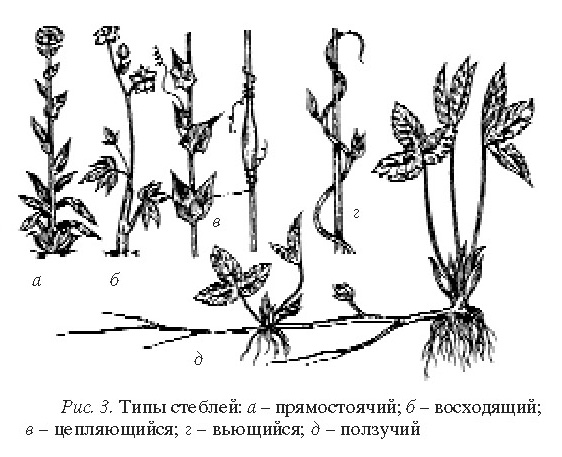 а
б
в
г
д
Рис. 3. Типы стеблей: а – прямостоячий; б – восходящий;
в – цепляющийся; г – вьющийся; д – ползучий